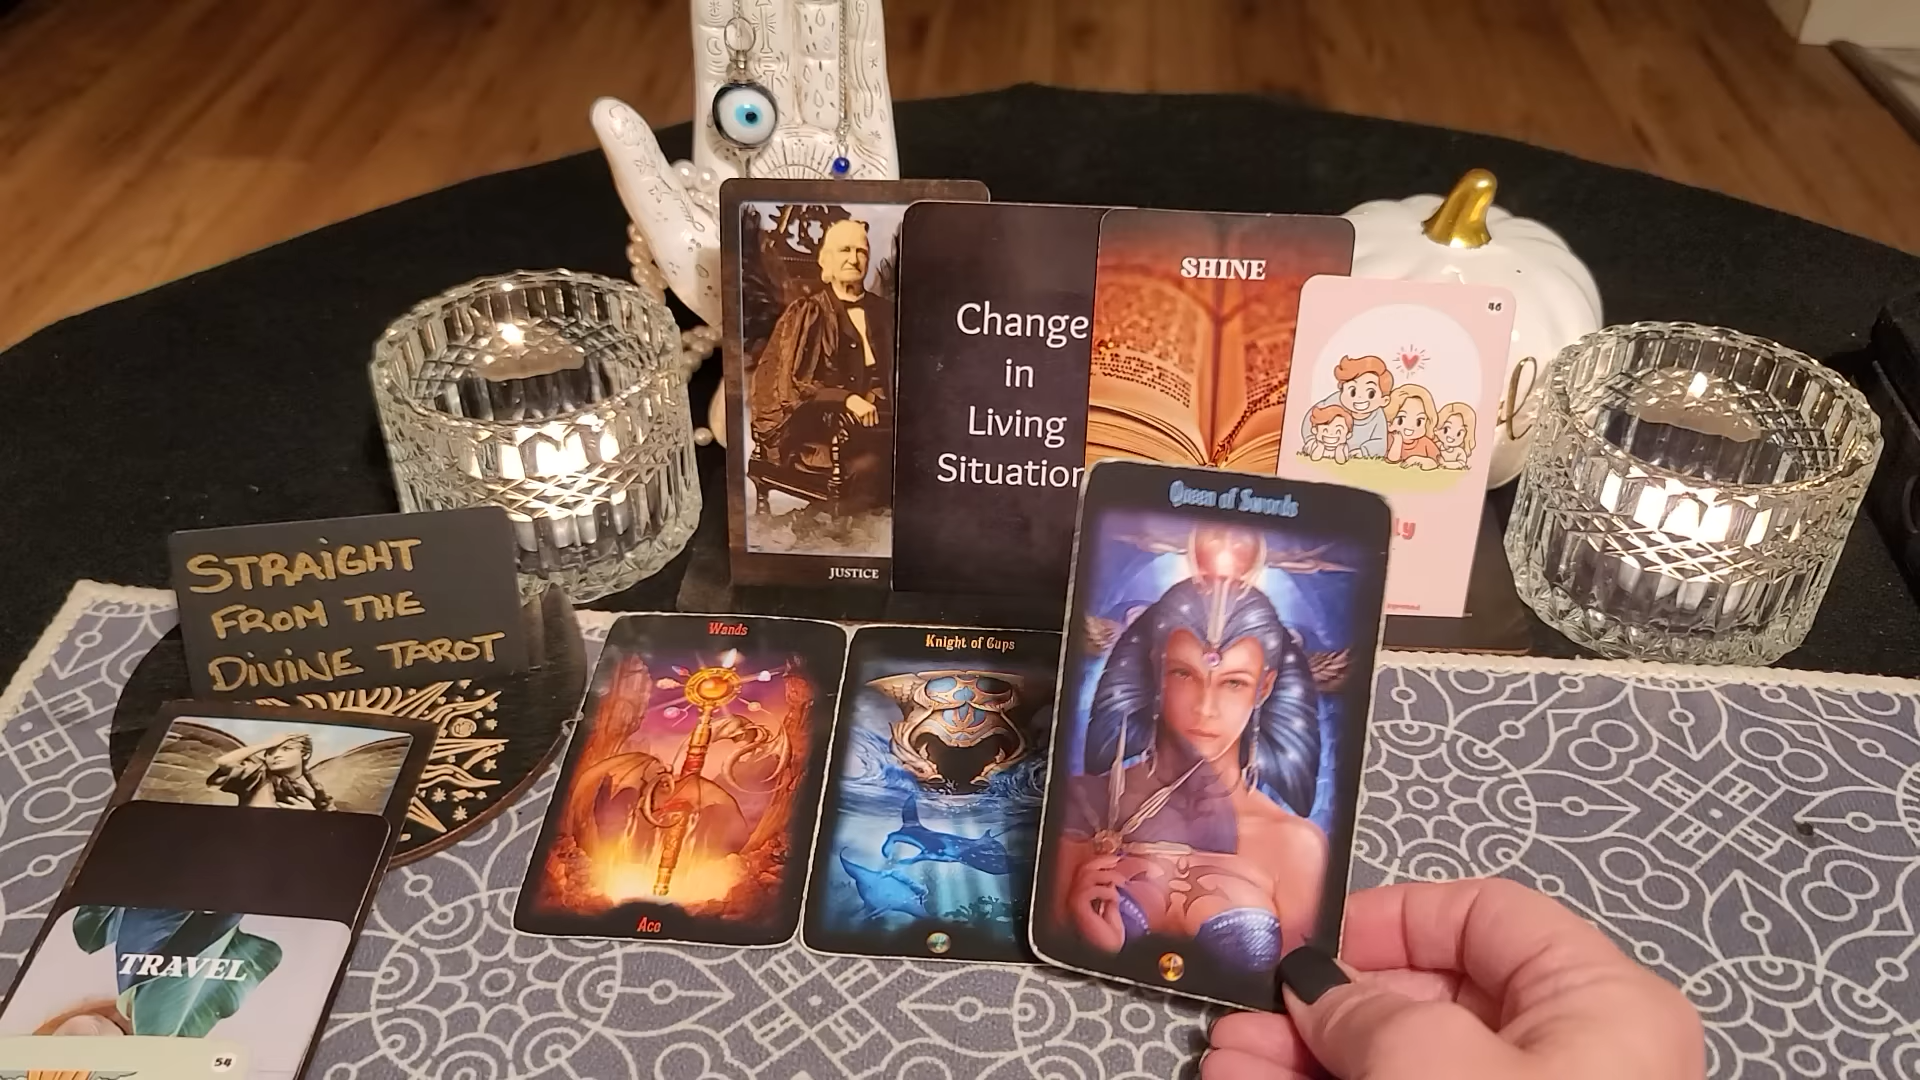 SHINE
46
Change
in
Living
Situation
ly
JUSTICE
Queen of Swords
STRAIGHT
FROM THE
DIVINE TAROT
Wands
Ace
Knight of Cups
TRAVEL
54